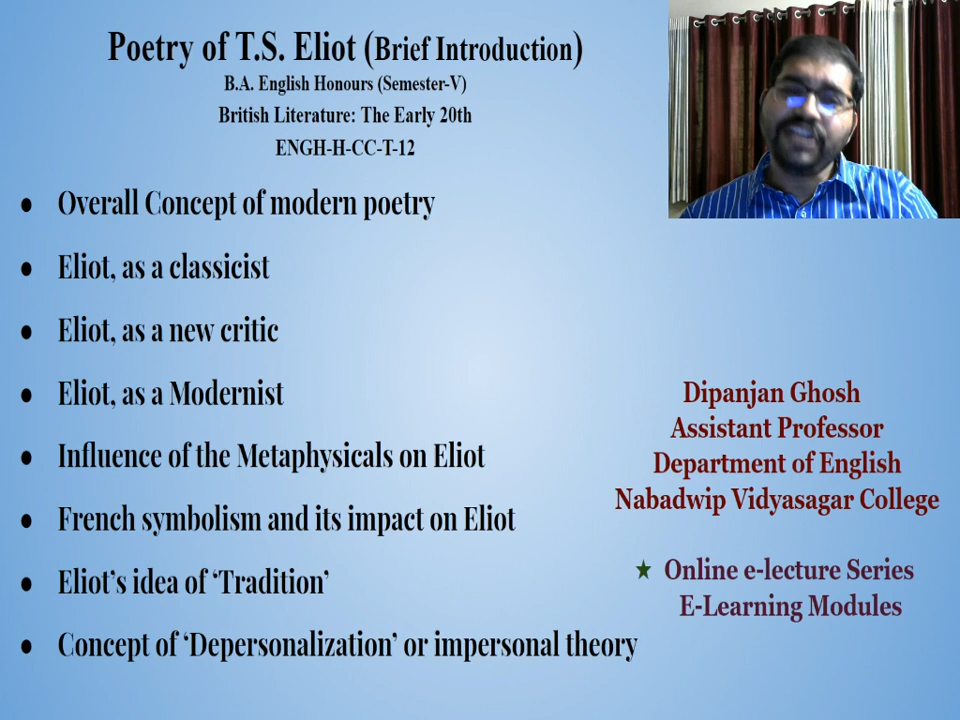 Poetry of T.S. Eliot (Brief Introduction)
B.A. English Honours (Semester-V)
British Literature: The Early 20th
ENGH-H-CC-T-12
• Overall Concept of modern poetry
• Eliot, as a classicist
• Eliot, as a new critic
• Eliot, as a Modernist
• Influence of the Metaphysicals on Eliot
• French symbolism and its impact on Eliot
• Eliot's idea of ‘Tradition’
• Concept of ‘Depersonalization’ or impersonal theory
Dipanjan Ghosh
Assistant Professor
Department of English
Nabadwip Vidyasagar College
★ Online e-lecture Series
E-Learning Modules